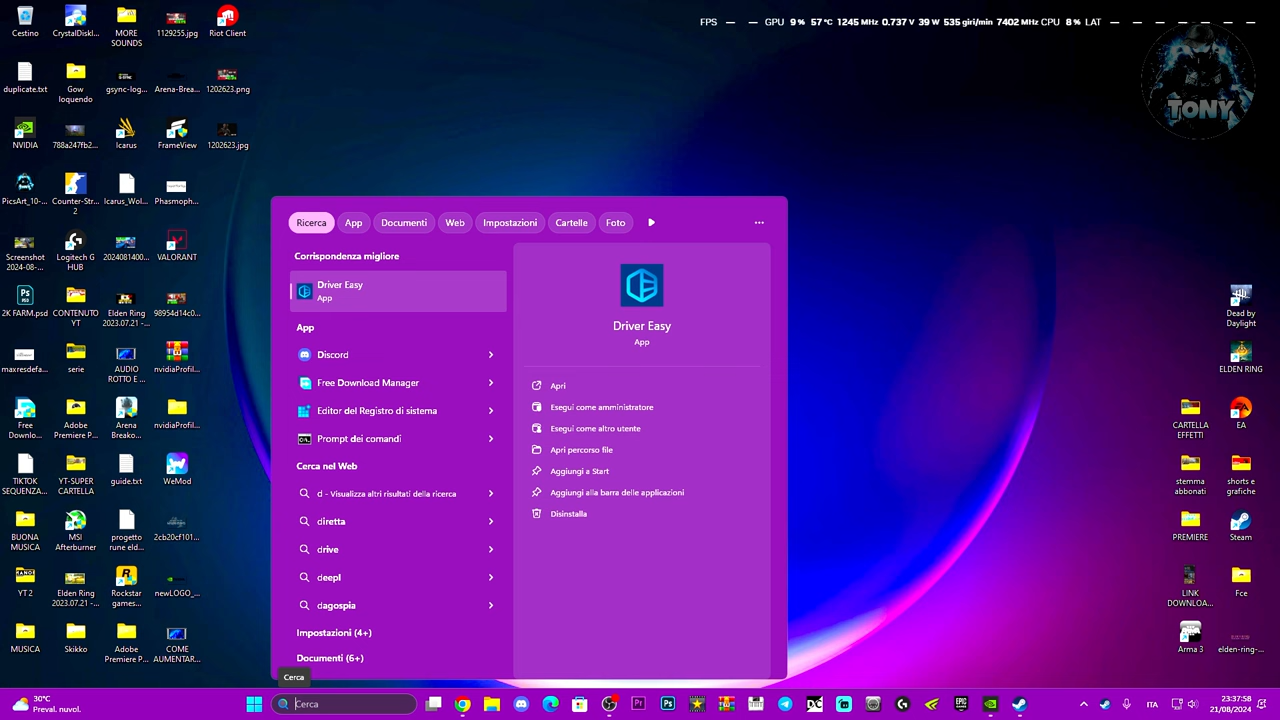 FPS — — GPU 9 % 57 °C 1245 MHz 0.737 V 39 W 535 giri/min 7402 MHz CPU 8 % LAT — — — — — — —
TONY
Cestino
CrystalDiskI...
MORE SOUNDS
1129255.jpg
Riot Client
duplicate.txt
Gow loquendo
gsync-log...
Arena-Brea...
1202623.png
NVIDIA
788a247fb2...
Icarus
FrameView
1202623.jpg
PicsArt_10-...
Counter-Str... 2
Icarus_Wol...
Phasmoph...
Screenshot 2024-08-...
Logitech G HUB
2024081400...
VALORANT
2K FARM.psd
CONTENUTO YT
Elden Ring 2023.07.21 -...
98954d14c0...
maxresdefa...
serie
AUDIO ROTTO E ...
nvidiaProfil...
Free Downlo...
Adobe Premiere P...
Arena Breako...
nvidiaProfil...
TIKTOK SEQUENZA...
YT-SUPER CARTELLA
guide.txt
WeMod
BUONA MUSICA
MSI Afterburner
progetto rune eld...
2cb20cf101...
YT 2
Elden Ring 2023.07.21 -...
Rockstar games...
newLOGO_...
MUSICA
Skikko
Adobe Premiere P...
COME AUMENTAR...
Ricerca
App
Documenti
Web
Impostazioni
Cartelle
Foto
Corrispondenza migliore
Driver Easy
App
App
Discord
Free Download Manager
Editor del Registro di sistema
Prompt dei comandi
Cerca nel Web
d - Visualizza altri risultati della ricerca
diretta
drive
deepl
dagospia
Impostazioni (4+)
Documenti (6+)
Driver Easy
App
Apri
Esegui come amministratore
Esegui come altro utente
Apri percorso file
Aggiungi a Start
Aggiungi alla barra delle applicazioni
Disinstalla
Dead by Daylight
ELDEN RING
CARTELLA EFFETTI
EA
stemma abbonati
shorts e grafiche
PREMIERE
Steam
LINK DOWNLOA...
Fce
Arma 3
elden-ring-...
Cerca
30°C
Preval. nuvol.
Cerca
ITA
23:37:58
21/08/2024